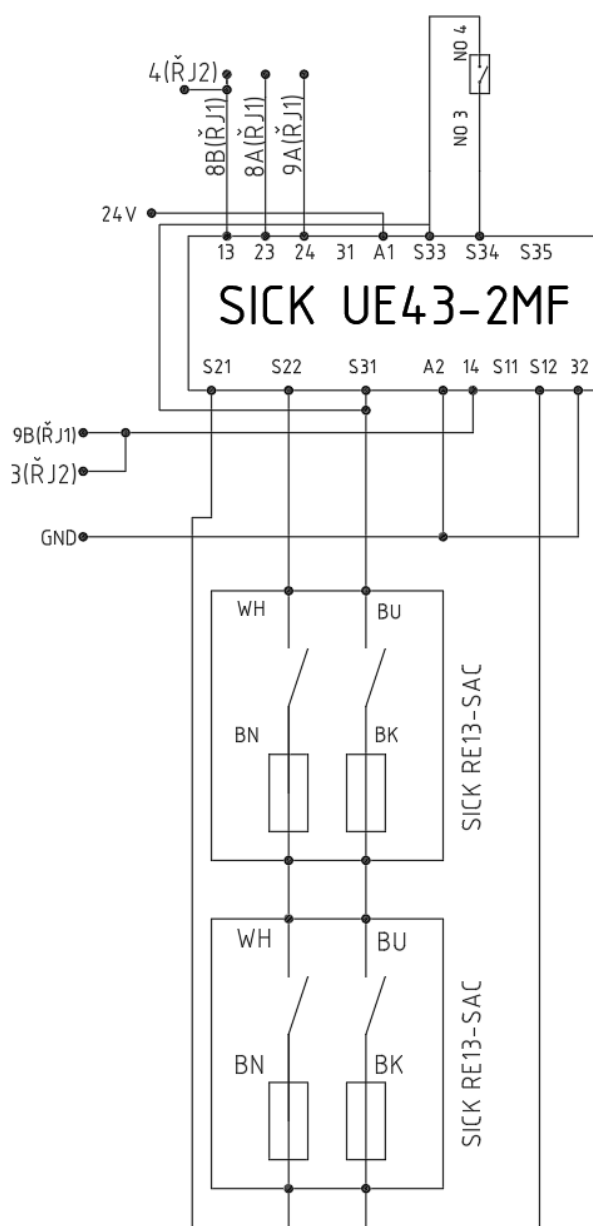 NO 4
NO 3
4(ŘJ2)
8B(ŘJ1)
8A(ŘJ1)
9A(ŘJ1)
24V
13 23 24 31 A1 S33 S34 S35
SICK UE43-2MF
S21 S22 S31 A2 14 S11 S12 32
9B(ŘJ1)
3(ŘJ2)
GND
WH BU
BN BK
SICK RE13-SAC
WH BU
BN BK
SICK RE13-SAC